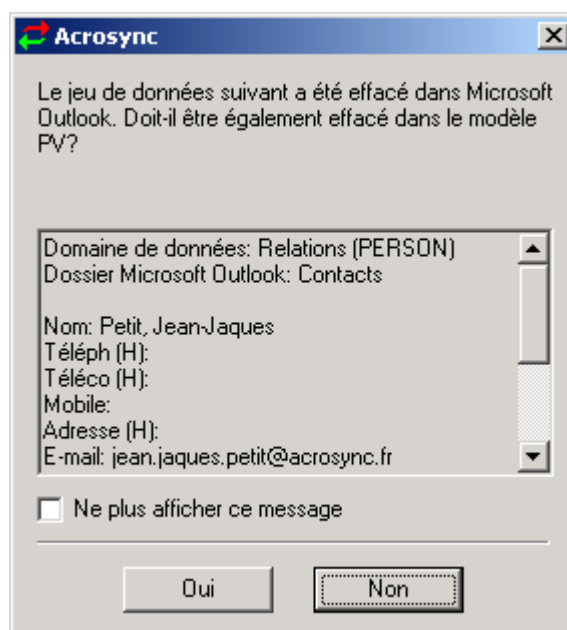 Acrosync
Le jeu de données suivant a été effacé dans Microsoft
Outlook. Doit-il être également effacé dans le modèle
PV?
Domaine de données: Relations (PERSON)
Dossier Microsoft Outlook: Contacts
Nom: Petit, Jean-Jaques
Téléph (H):
Téléco (H):
Mobile:
Adresse (H):
E-mail: jean.jaques.petit@acrosync.fr
Ne plus afficher ce message
Oui
Non